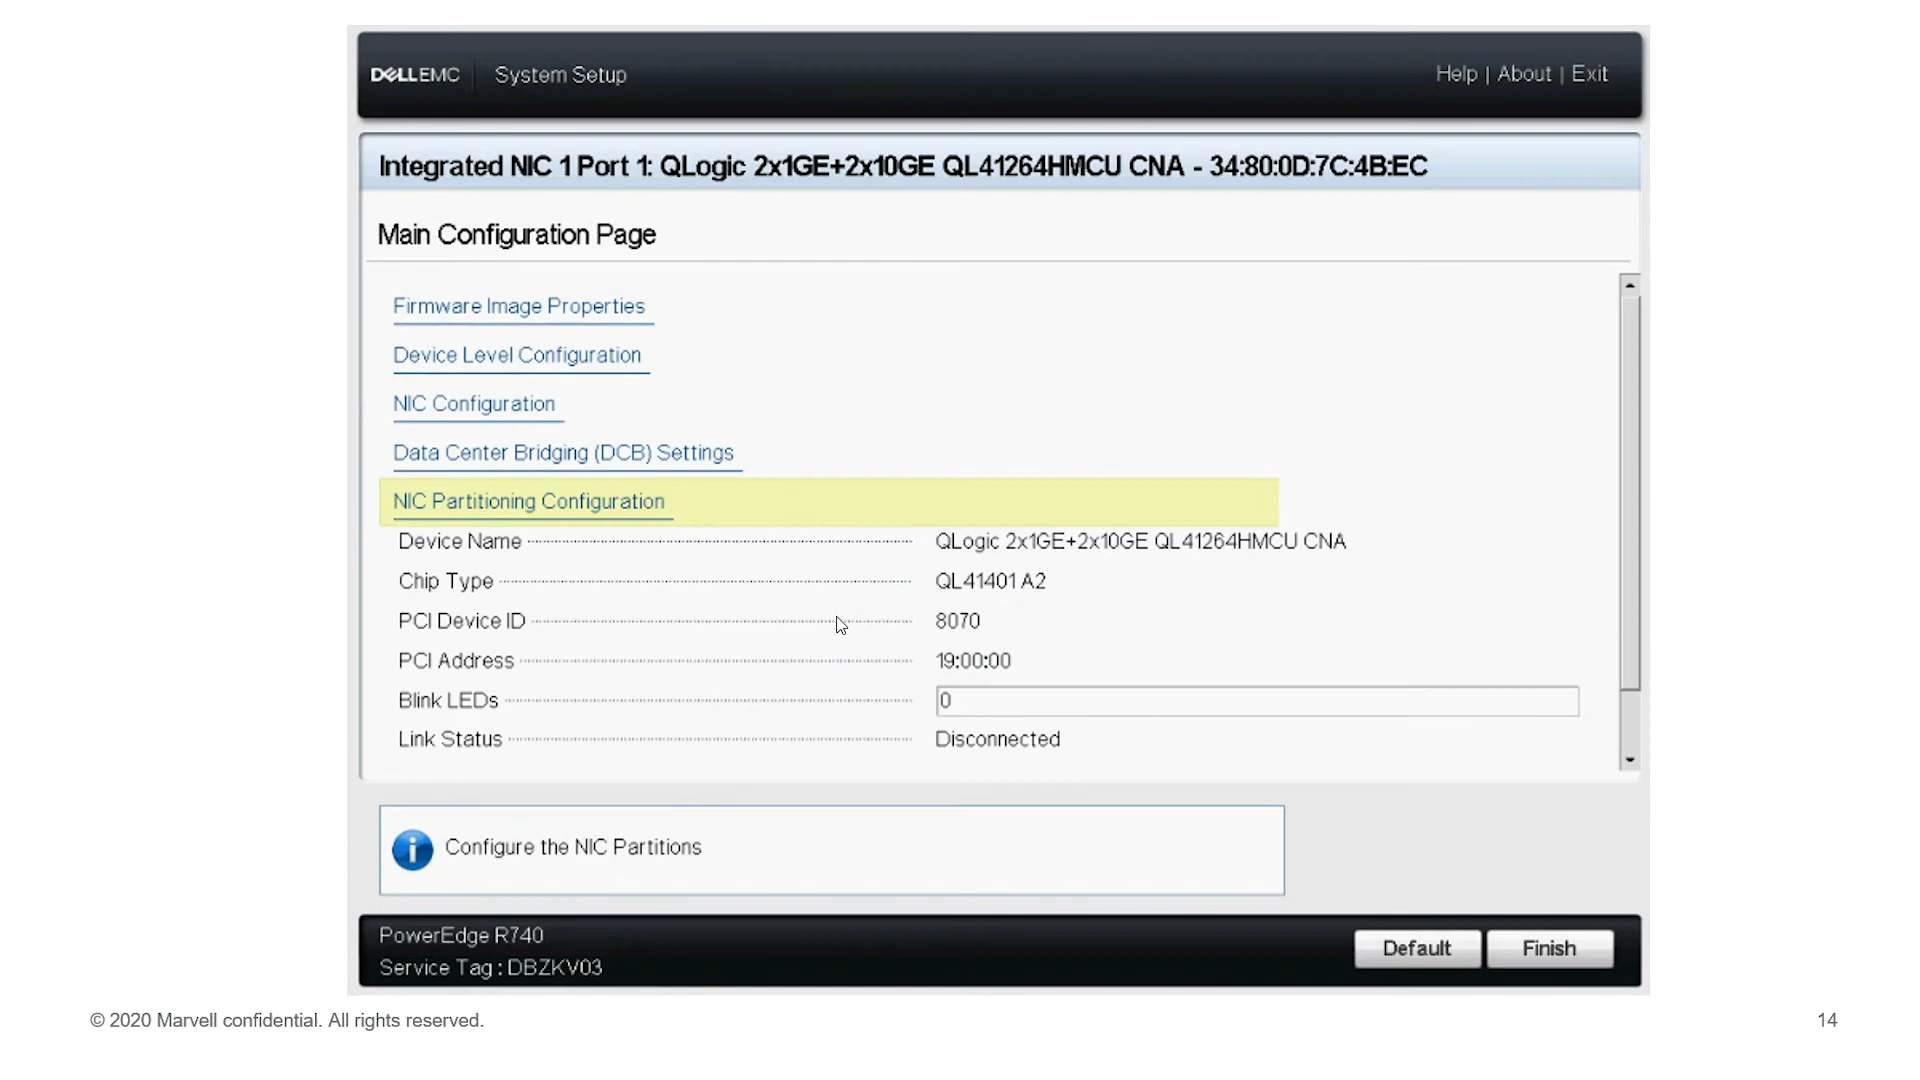 DELLEMC System Setup Help | About | Exit
Integrated NIC 1 Port 1: QLogic 2x1GE+2x10GE QL41264HMCU CNA - 34:80:0D:7C:4B:EC
Main Configuration Page
Firmware Image Properties
Device Level Configuration
NIC Configuration
Data Center Bridging (DCB) Settings
NIC Partitioning Configuration
Device Name QLogic 2x1GE+2x10GE QL41264HMCU CNA
Chip Type QL41401 A2
PCI Device ID 8070
PCI Address 19:00:00
Blink LEDs 0
Link Status Disconnected
Configure the NIC Partitions
PowerEdge R740
Service Tag : DBZKV03
Default Finish
© 2020 Marvell confidential. All rights reserved. 14